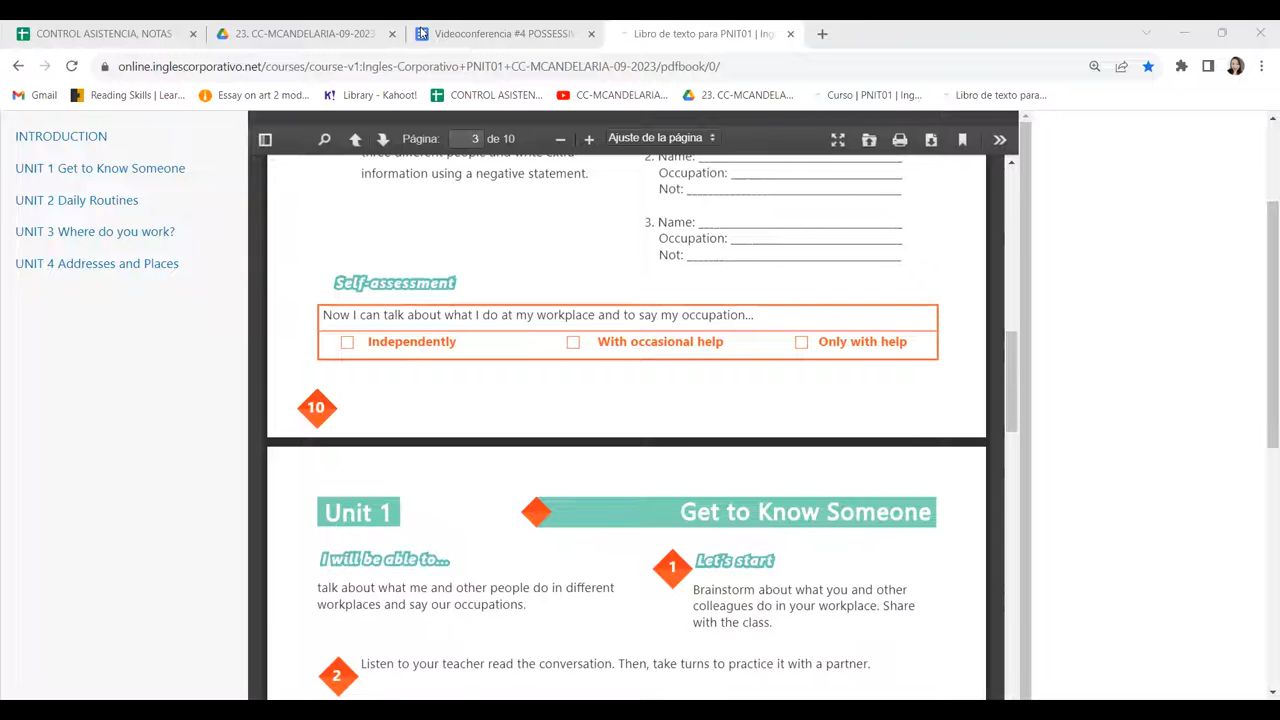 CONTROL ASISTENCIA, NOTAS
23. CC-MCANDELARIA-09-2023
Videoconferencia #4 POSSESSIV
Libro de texto para PNIT01 | Ing
online.inglescorporativo.net/courses/course-v1:Ingles-Corporativo+PNIT01+CC-MCANDELARIA-09-2023/pdfbook/0/
Gmail
Reading Skills | Lear...
Essay on art 2 mod...
Library - Kahoot!
CONTROL ASISTEN...
CC-MCANDELARIA...
23. CC-MCANDELA...
Curso | PNIT01 | Ing...
Libro de texto para...
INTRODUCTION
UNIT 1 Get to Know Someone
UNIT 2 Daily Routines
UNIT 3 Where do you work?
UNIT 4 Addresses and Places
Página: 3 de 10
Ajuste de la página
three different people and write extra
information using a negative statement.
2. Name:
Occupation:
Not:
3. Name:
Occupation:
Not:
Self-assessment
Now I can talk about what I do at my workplace and to say my occupation...
Independently
With occasional help
Only with help
10
Unit 1
Get to Know Someone
I will be able to...
talk about what me and other people do in different
workplaces and say our occupations.
1
Let's start
Brainstorm about what you and other
colleagues do in your workplace. Share
with the class.
2
Listen to your teacher read the conversation. Then, take turns to practice it with a partner.